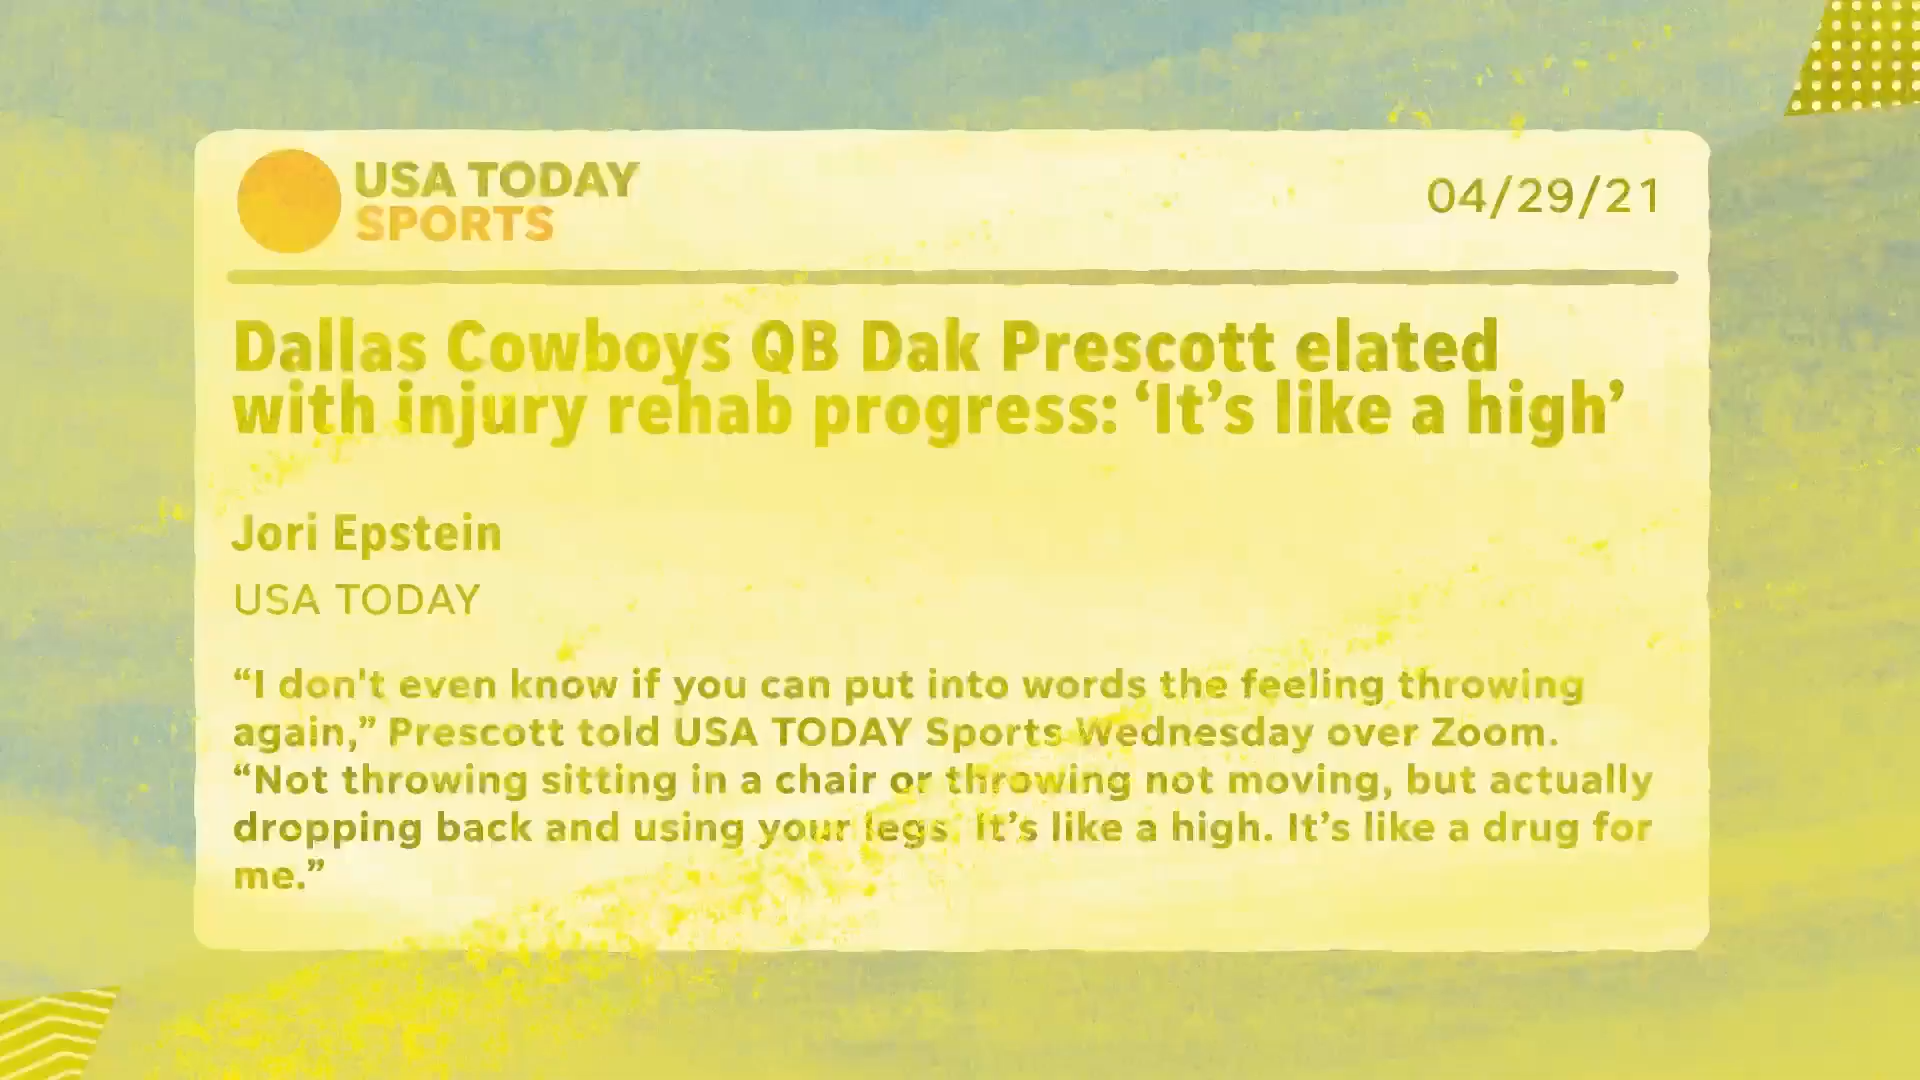 USA TODAY
SPORTS
04/29/21
Dallas Cowboys QB Dak Prescott elated
with injury rehab progress: ‘It’s like a high’
Jori Epstein
USA TODAY
“I don't even know if you can put into words the feeling throwing
again,” Prescott told USA TODAY Sports Wednesday over Zoom.
“Not throwing sitting in a chair or throwing not moving, but actually
dropping back and using your legs. It’s like a high. It’s like a drug for
me.”